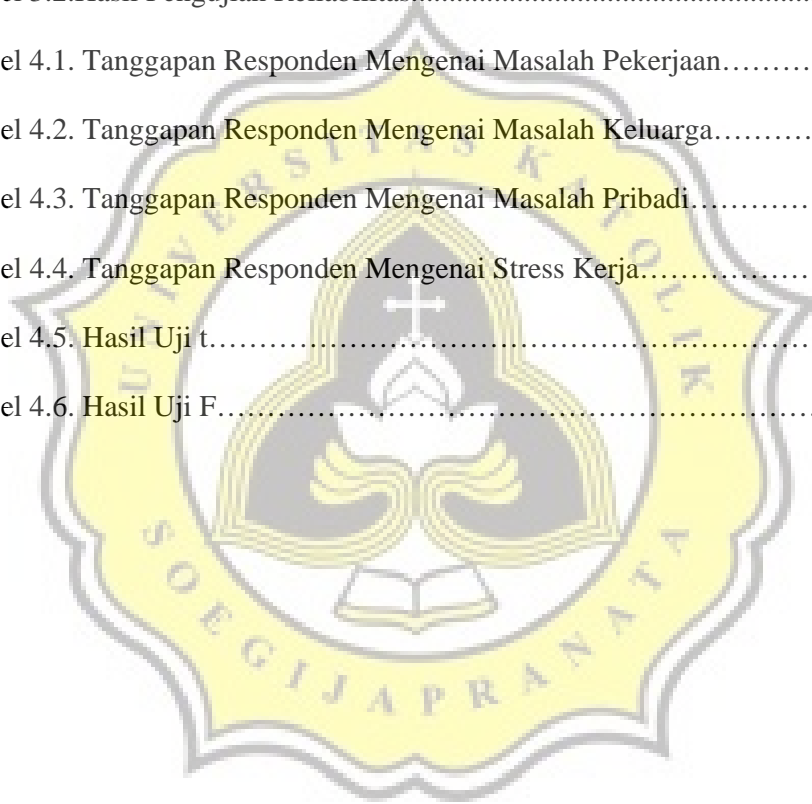 el 3.2.Hasil Pengujian Reliabilitas..........................................................
el 4.1. Tanggapan Responden Mengenai Masalah Pekerjaan…………
el 4.2. Tanggapan Responden Mengenai Masalah Keluarga…………
el 4.3. Tanggapan Responden Mengenai Masalah Pribadi……………
el 4.4. Tanggapan Responden Mengenai Stress Kerja…………………
el 4.5. Hasil Uji t……………………………………………………………
el 4.6. Hasil Uji F……………………………………………………………
UNIVERSITAS KATOLIK
SOEGIJAPRANATA